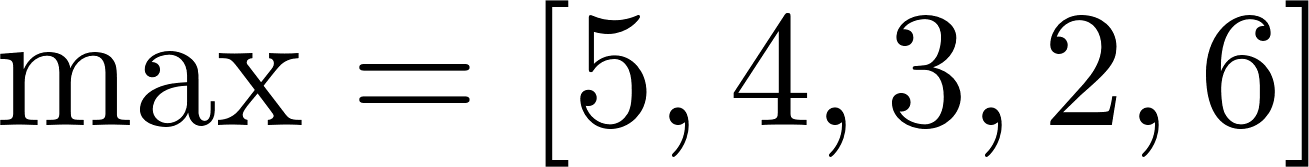 max = [5, 4, 3, 2, 6]